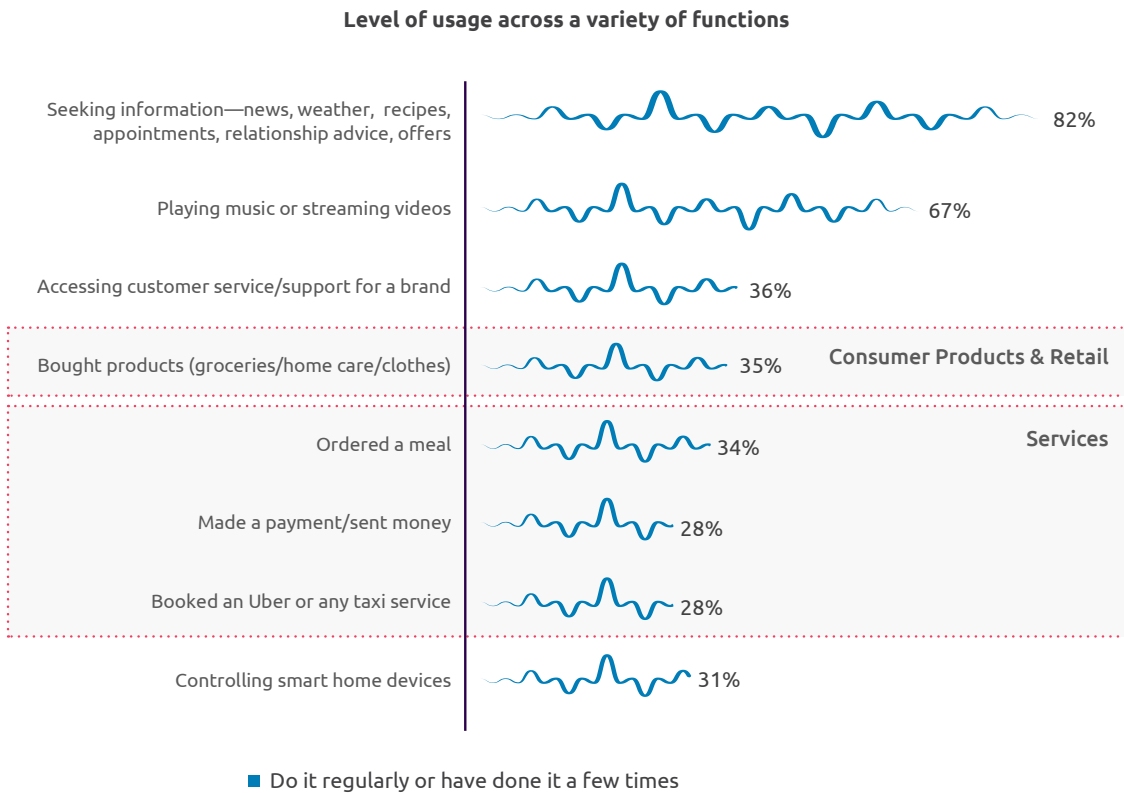 Level of usage across a variety of functions
Seeking information—news, weather, recipes,
appointments, relationship advice, offers
82%
Playing music or streaming videos
67%
Accessing customer service/support for a brand
36%
Bought products (groceries/home care/clothes)
35%
Consumer Products & Retail
Services
Ordered a meal
34%
Made a payment/sent money
28%
Booked an Uber or any taxi service
28%
Controlling smart home devices
31%
Do it regularly or have done it a few times